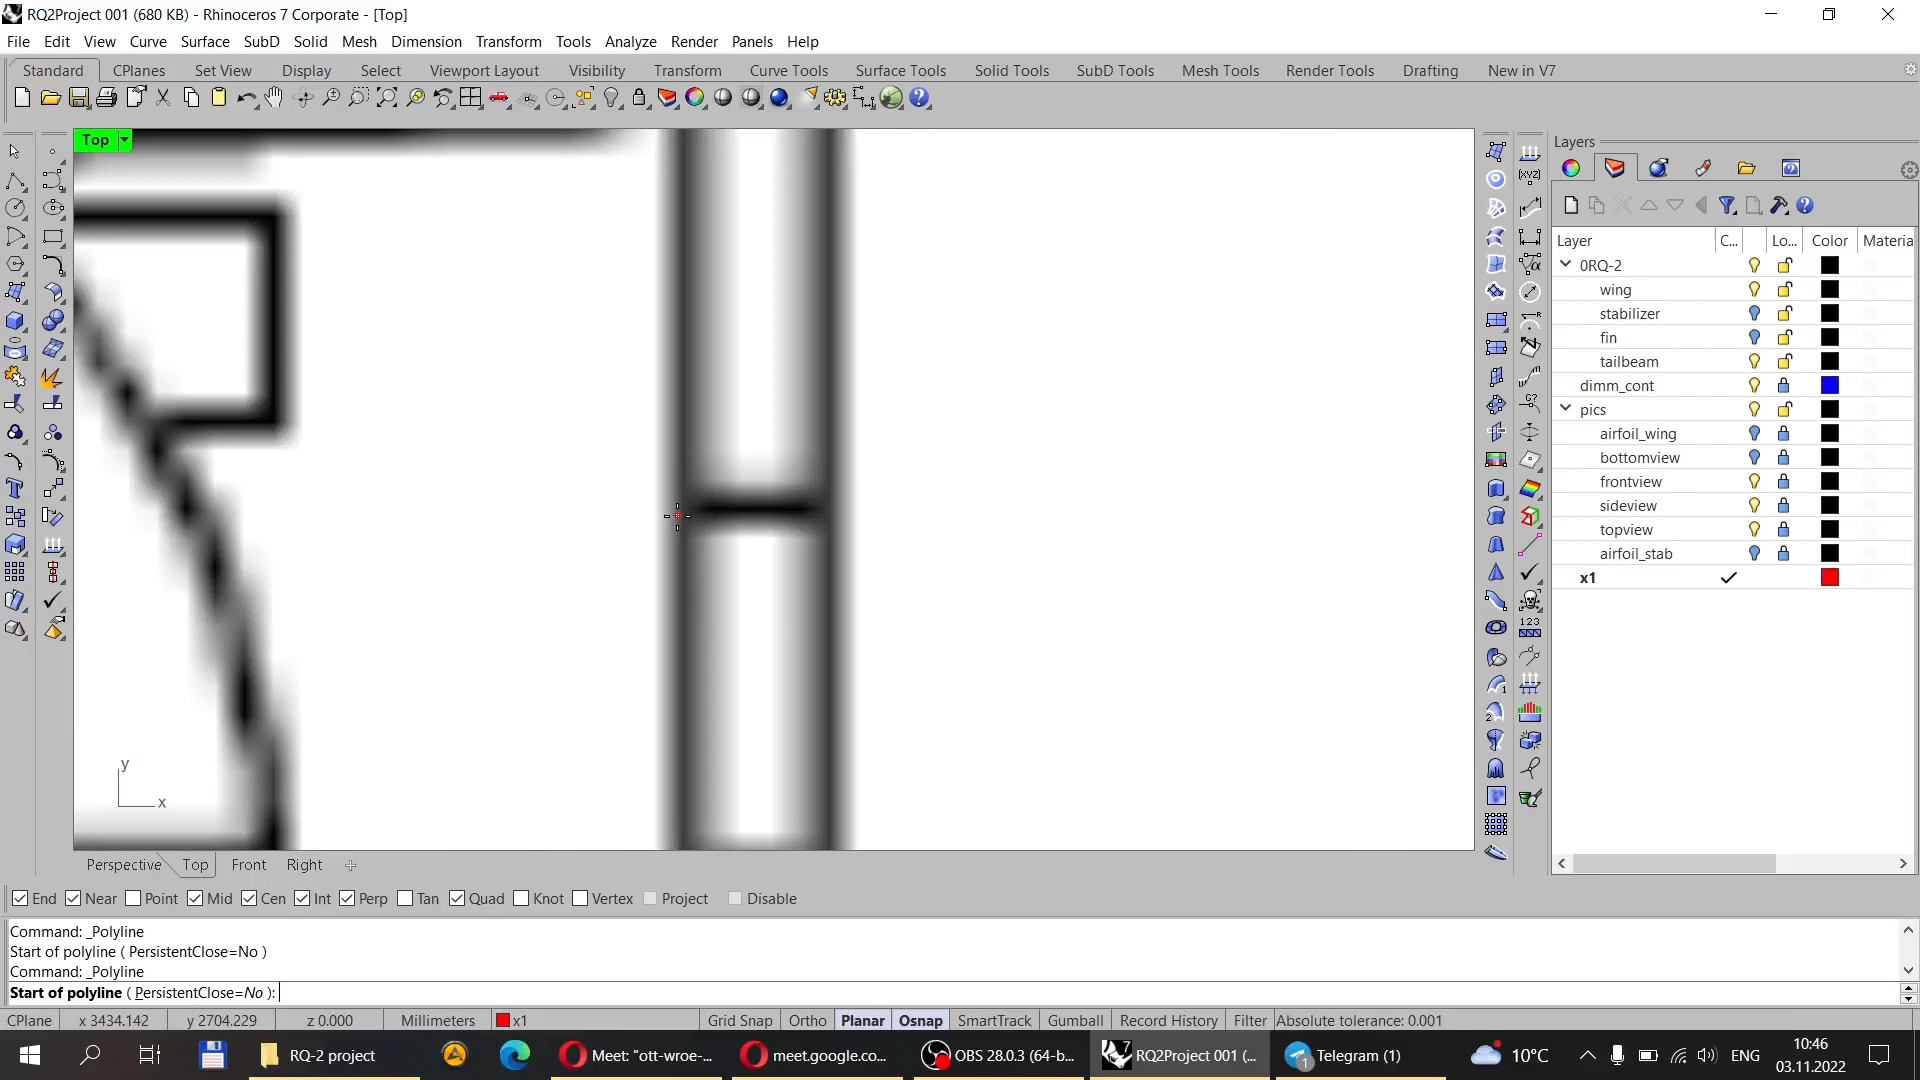 RQ2Project 001 (680 KB) - Rhinoceros 7 Corporate - [Top]
File Edit View Curve Surface SubD Solid Mesh Dimension Transform Tools Analyze Render Panels Help
Standard CPlanes Set View Display Select Viewport Layout Visibility Transform Curve Tools Surface Tools Solid Tools SubD Tools Mesh Tools Render Tools Drafting New in V7
Top
Layers
Layer C... Lo... Color Materia
0RQ-2
wing
stabilizer
fin
tailbeam
dimm_cont
pics
airfoil_wing
bottomview
frontview
sideview
topview
airfoil_stab
x1
y
x
Perspective Top Front Right
End Near Point Mid Cen Int Perp Tan Quad Knot Vertex Project Disable
Command: _Polyline
Start of polyline ( PersistentClose=No )
Command: _Polyline
Start of polyline ( PersistentClose=No ):
CPlane x 3434.142 y 2704.229 z 0.000 Millimeters x1 Grid Snap Ortho Planar Osnap SmartTrack Gumball Record History Filter Absolute tolerance: 0.001
RQ-2 project Meet: "ott-wroe-... meet.google.co... OBS 28.0.3 (64-b... RQ2Project 001 (... Telegram (1) 10°C ENG 10:46
03.11.2022